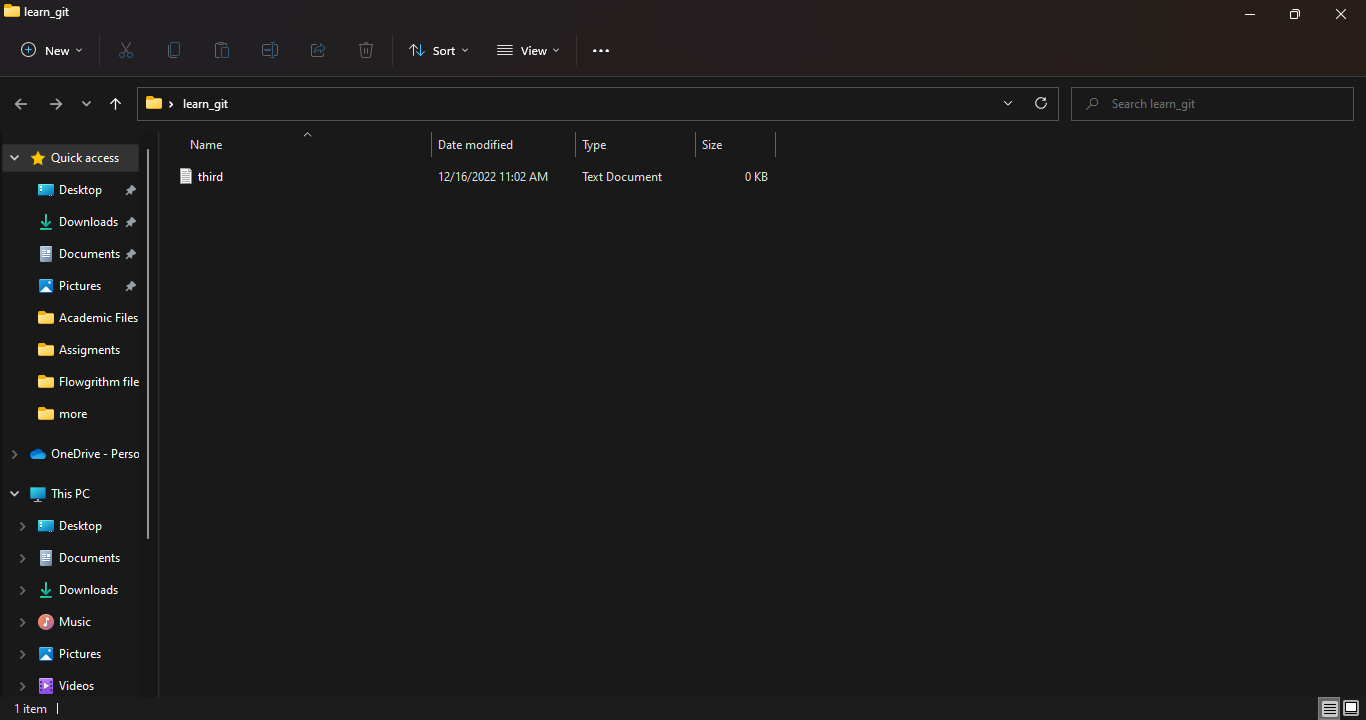 learn_git
New
Sort
View
learn_git
Search learn_git
Name
Date modified
Type
Size
third
12/16/2022 11:02 AM
Text Document
0 KB
Quick access
Desktop
Downloads
Documents
Pictures
Academic Files
Assigments
Flowgrithm file
more
OneDrive - Perso
This PC
Desktop
Documents
Downloads
Music
Pictures
Videos
1 item